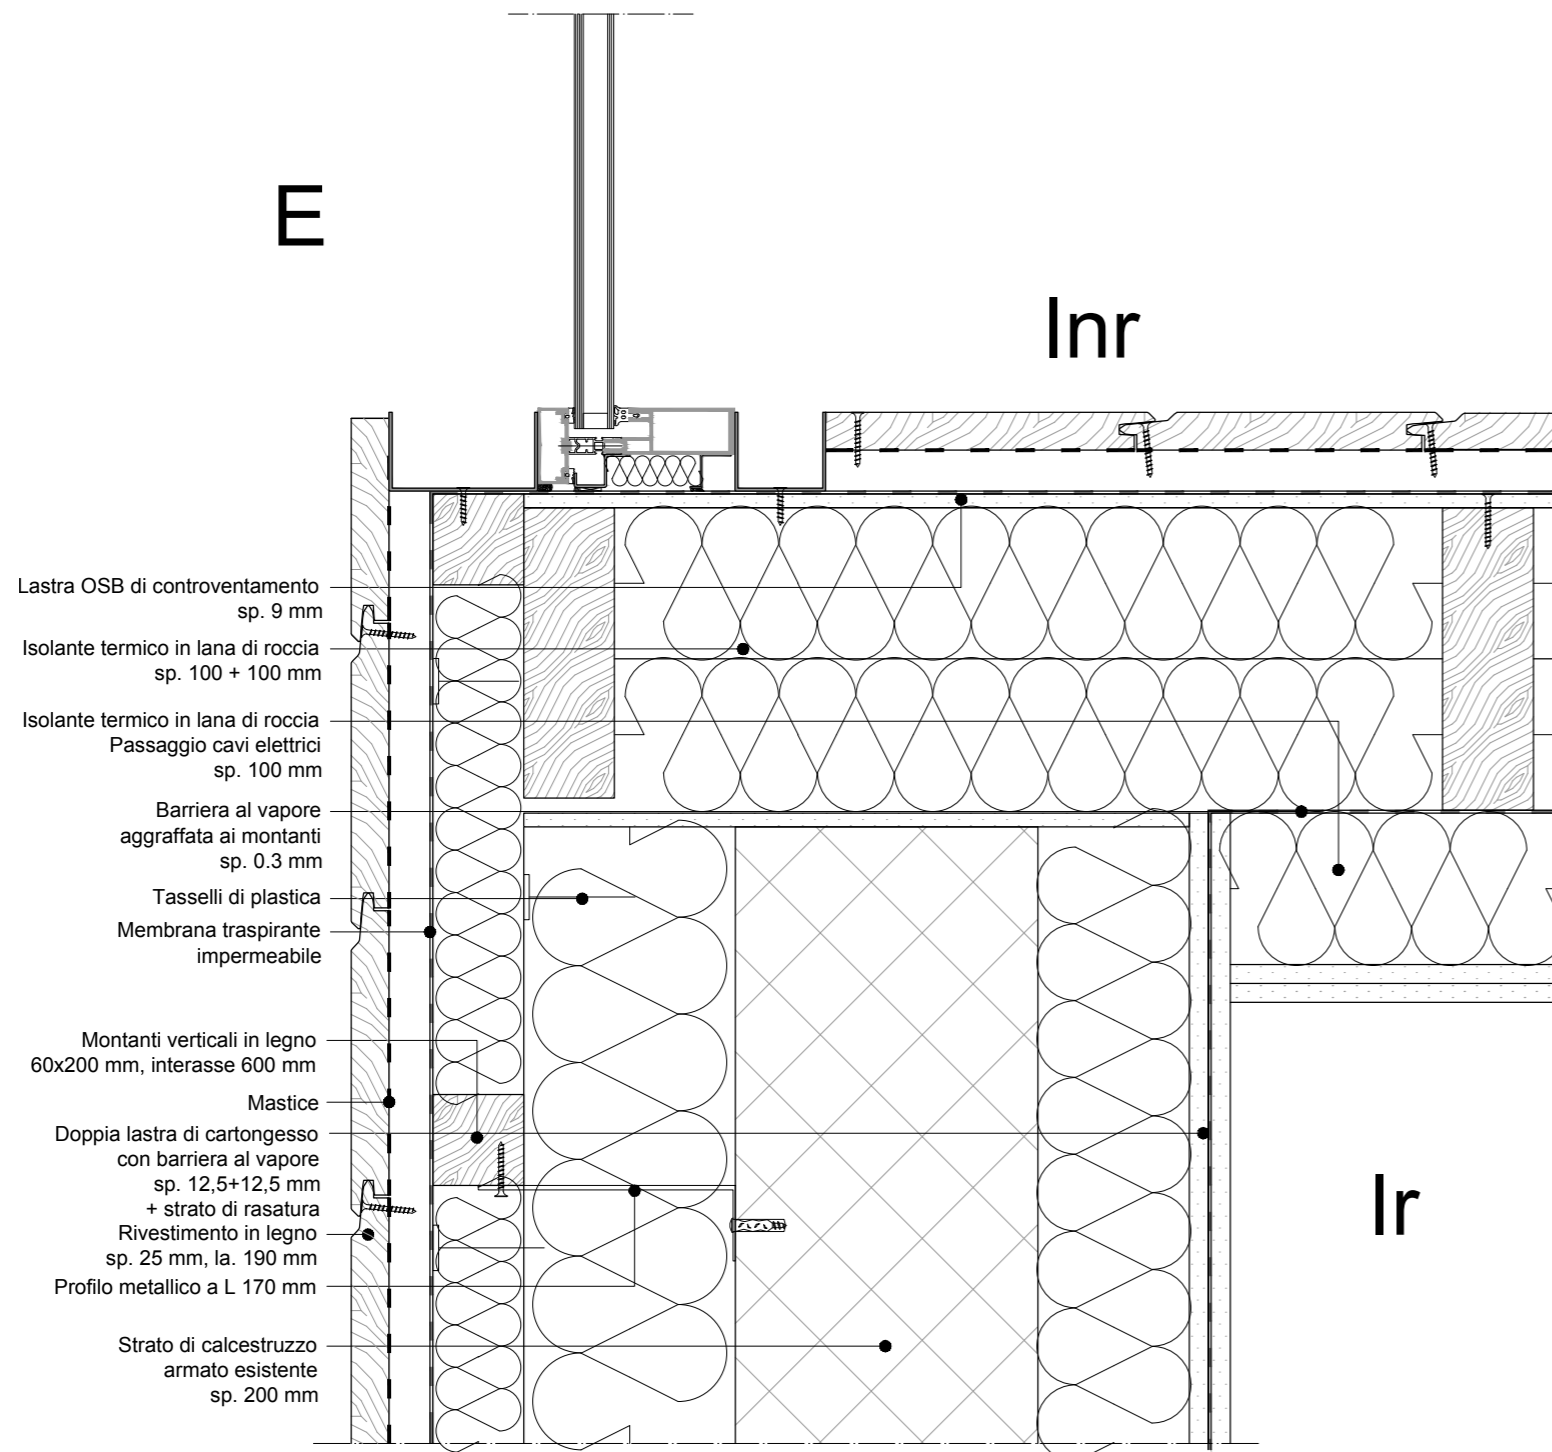 E
Inr
Lastra OSB di controventamento
sp. 9 mm
Isolante termico in lana di roccia
sp. 100 + 100 mm
Isolante termico in lana di roccia
Passaggio cavi elettrici
sp. 100 mm
Barriera al vapore
aggraffata ai montanti
sp. 0.3 mm
Tasselli di plastica
Membrana traspirante
impermeabile
Montanti verticali in legno
60x200 mm, interasse 600 mm
Mastice
Doppia lastra di cartongesso
con barriera al vapore
sp. 12,5+12,5 mm
+ strato di rasatura
Rivestimento in legno
sp. 25 mm, la. 190 mm
Profilo metallico a L 170 mm
Strato di calcestruzzo
armato esistente
sp. 200 mm
Ir